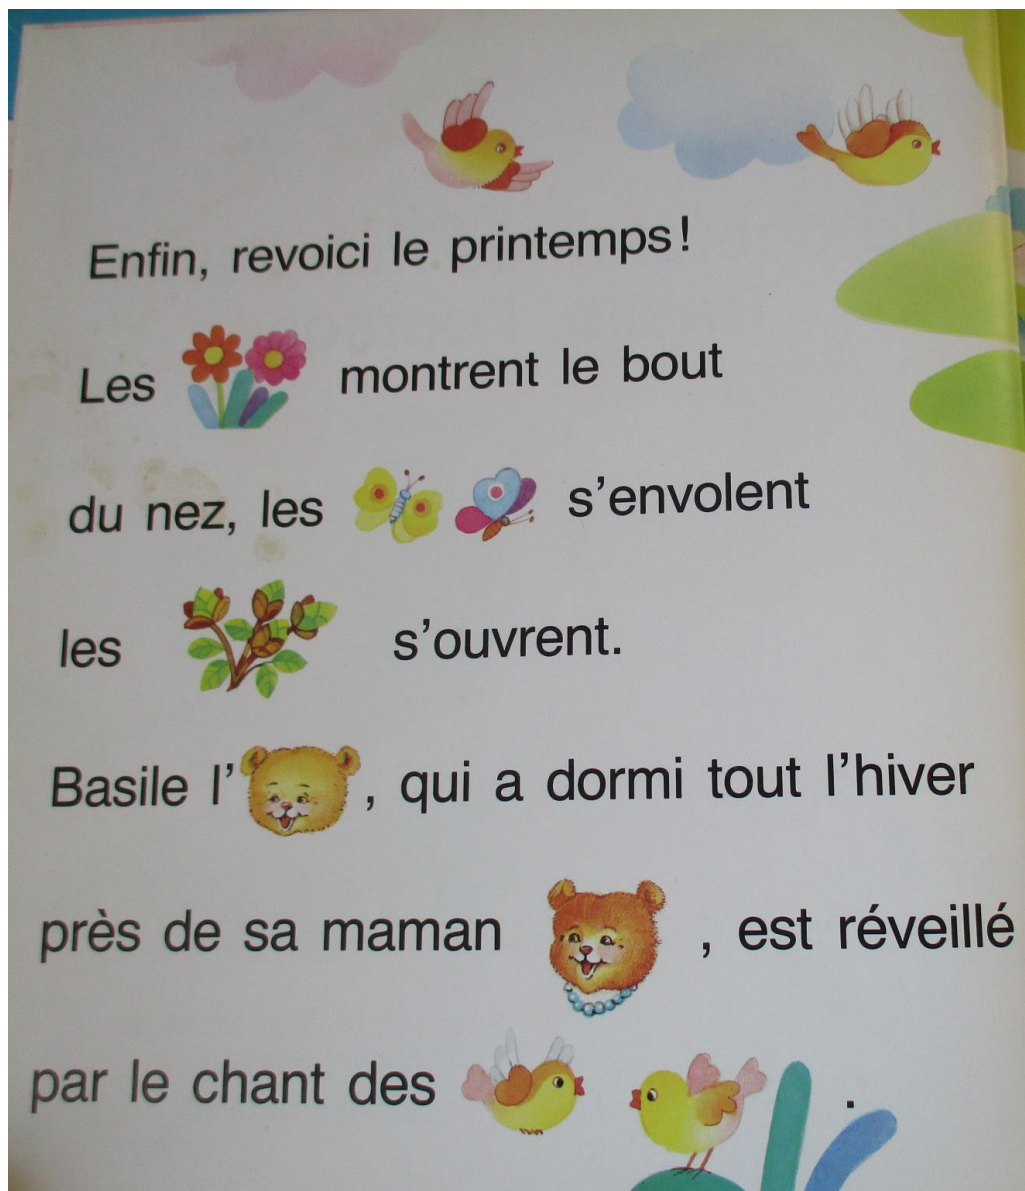 Enfin, revoici le printemps!
Les montrent le bout
du nez, les s'envolent
les s'ouvrent.
Basile l' , qui a dormi tout l'hiver
près de sa maman , est réveillé
par le chant des .